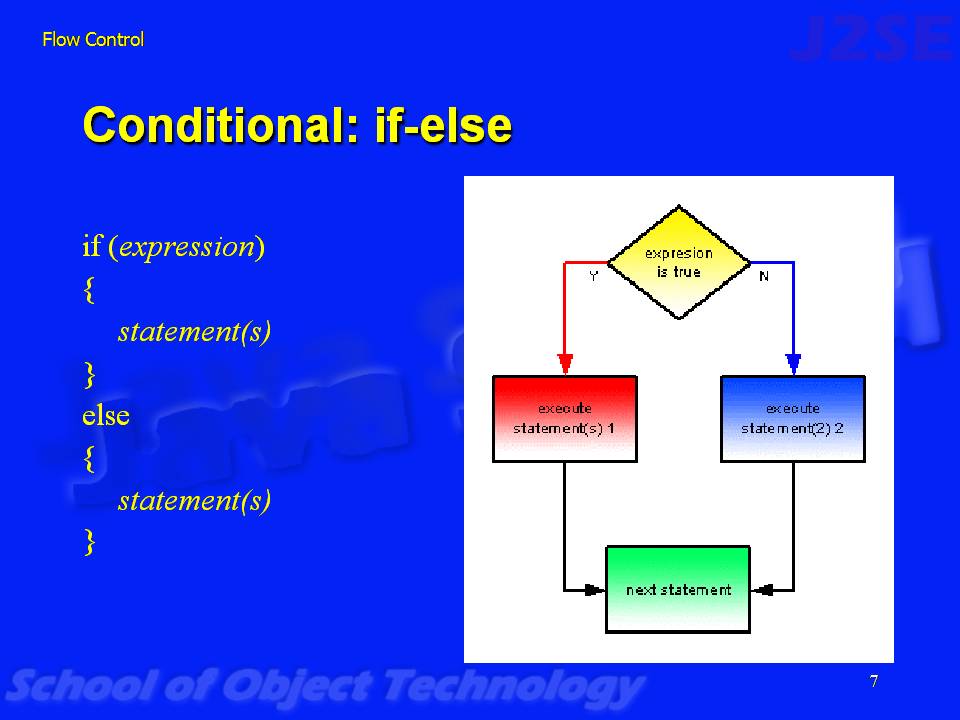 Flow Control
J2SE
Conditional: if-else
if (expression)
{
statement(s)
}
else
{
statement(s)
}
expresion
is true
Y
N
execute
statement(s) 1
execute
statement(2) 2
next statement
School of Object Technology
7